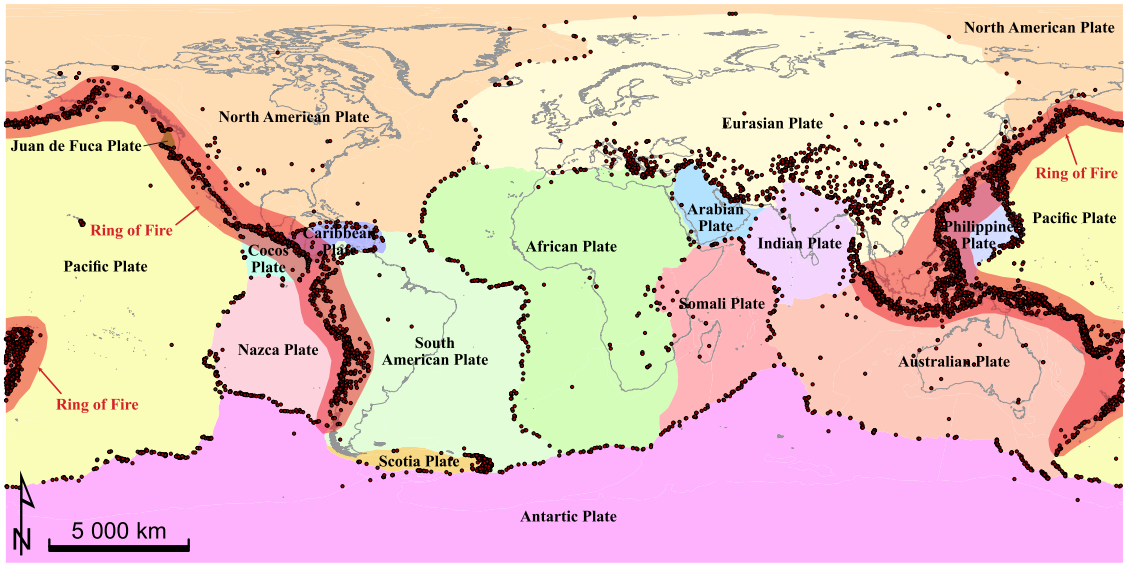 North American Plate
North American Plate
Eurasian Plate
Juan de Fuca Plate
Ring of Fire
Arabian
Plate
Ring of Fire
Pacific Plate
Caribbean
Plate
Philippine
Plate
Cocos
Plate
African Plate
Indian Plate
Pacific Plate
Somali Plate
Nazca Plate
South
American Plate
Australian Plate
Ring of Fire
Scotia Plate
Antartic Plate
N
5 000 km